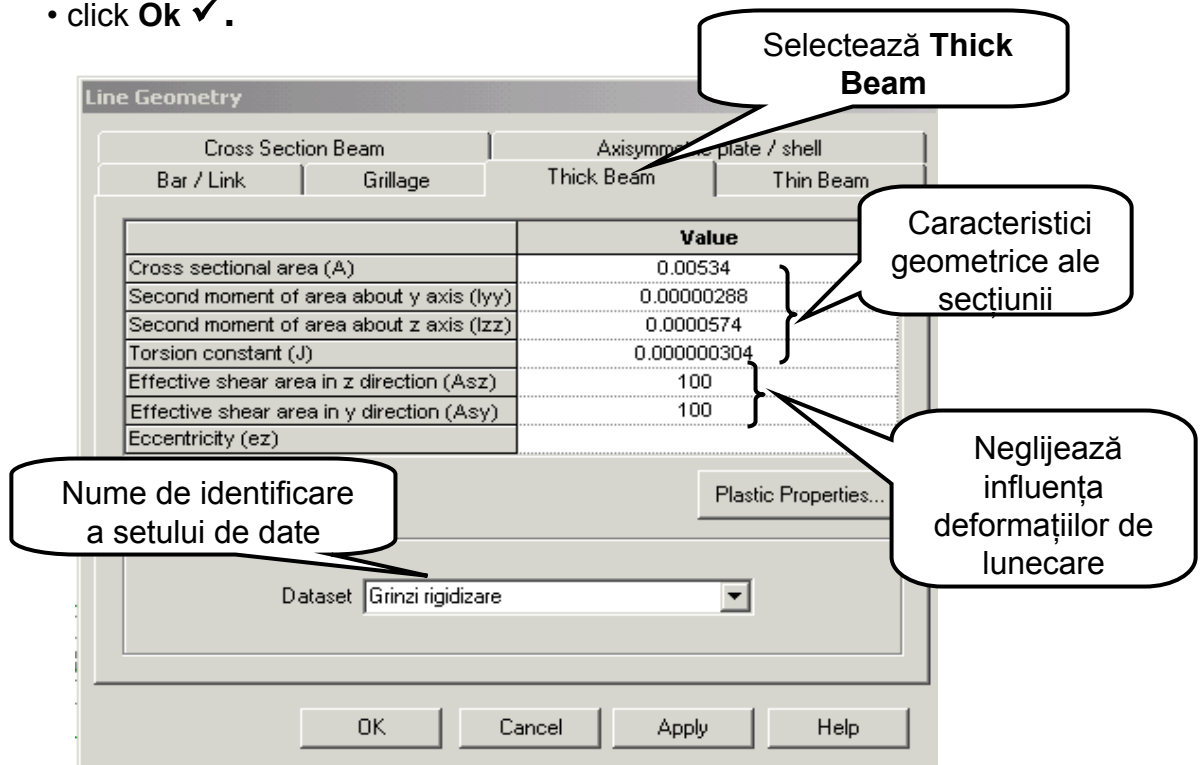 • click Ok ✓.
Selectează Thick
Beam
Line Geometry
Cross Section Beam
Axisymmetric plate / shell
Bar / Link
Grillage
Thick Beam
Thin Beam
Value
Cross sectional area (A) 0.00534
Second moment of area about y axis (Iyy) 0.00000288
Second moment of area about z axis (Izz) 0.0000574
Torsion constant (J) 0.000000304
Effective shear area in z direction (Asz) 100
Effective shear area in y direction (Asy) 100
Eccentricity (ez)
Caracteristici
geometrice ale
secțiunii
Neglijează
influența
deformațiilor de
lunecare
Nume de identificare
a setului de date
Plastic Properties...
Dataset Grinzi rigidizare
OK Cancel Apply Help